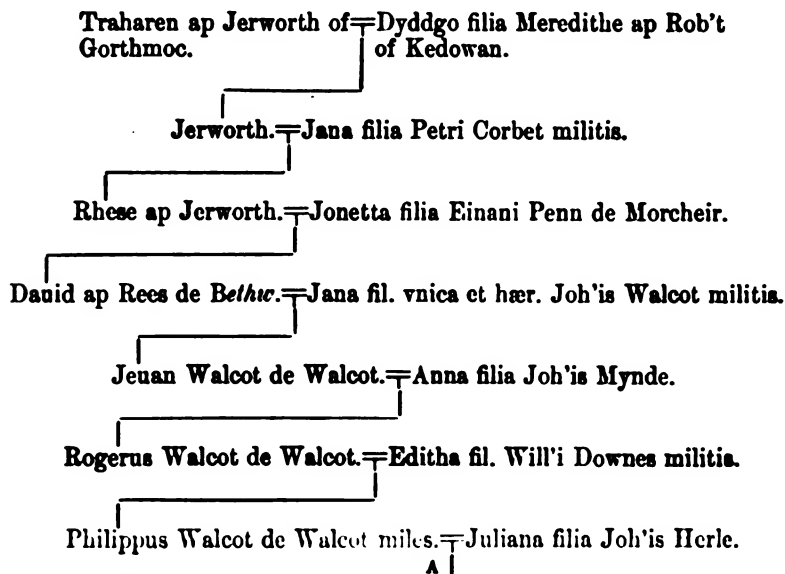 Traharen ap Jerworth of═Dyddgo filia Meredithe ap Rob't
Gorthmoc. of Kedowan.
Jerworth.═Jana filia Petri Corbet militis.
Rhese ap Jerworth.═Jonetta filia Einani Penn de Morcheir.
Dauid ap Rees de Bethw.═Jana fil. vnica et hær. Joh'is Walcot militis.
Jeuan Walcot de Walcot.═Anna filia Joh'is Mynde.
Rogerus Walcot de Walcot.═Editha fil. Will'i Downes militis.
Philippus Walcot de Walcot miles.═Juliana filia Joh'is Herle.
A